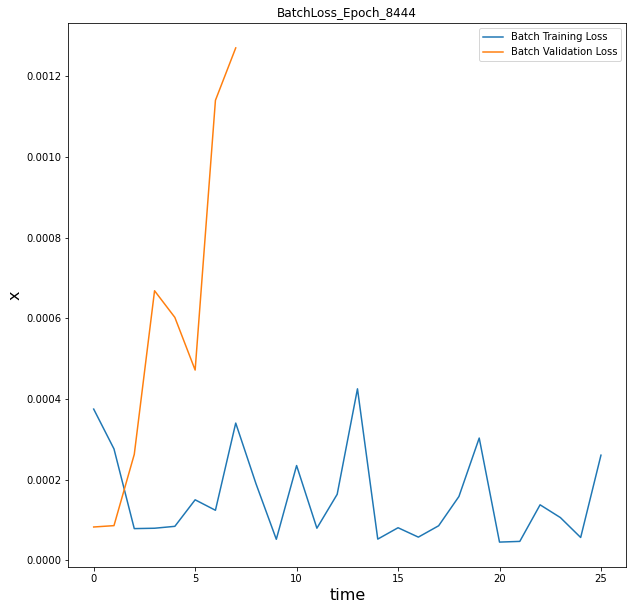 BatchLoss_Epoch_8444
Batch Training Loss
Batch Validation Loss
0.0012
0.0010
0.0008
0.0006
0.0004
0.0002
0.0000
x
0 5 10 15 20 25
time